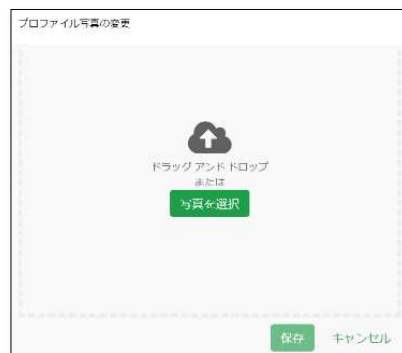 プロファイル写真の変更
ドラッグ アンド ドロップ
または
写真を選択
保存
キャンセル